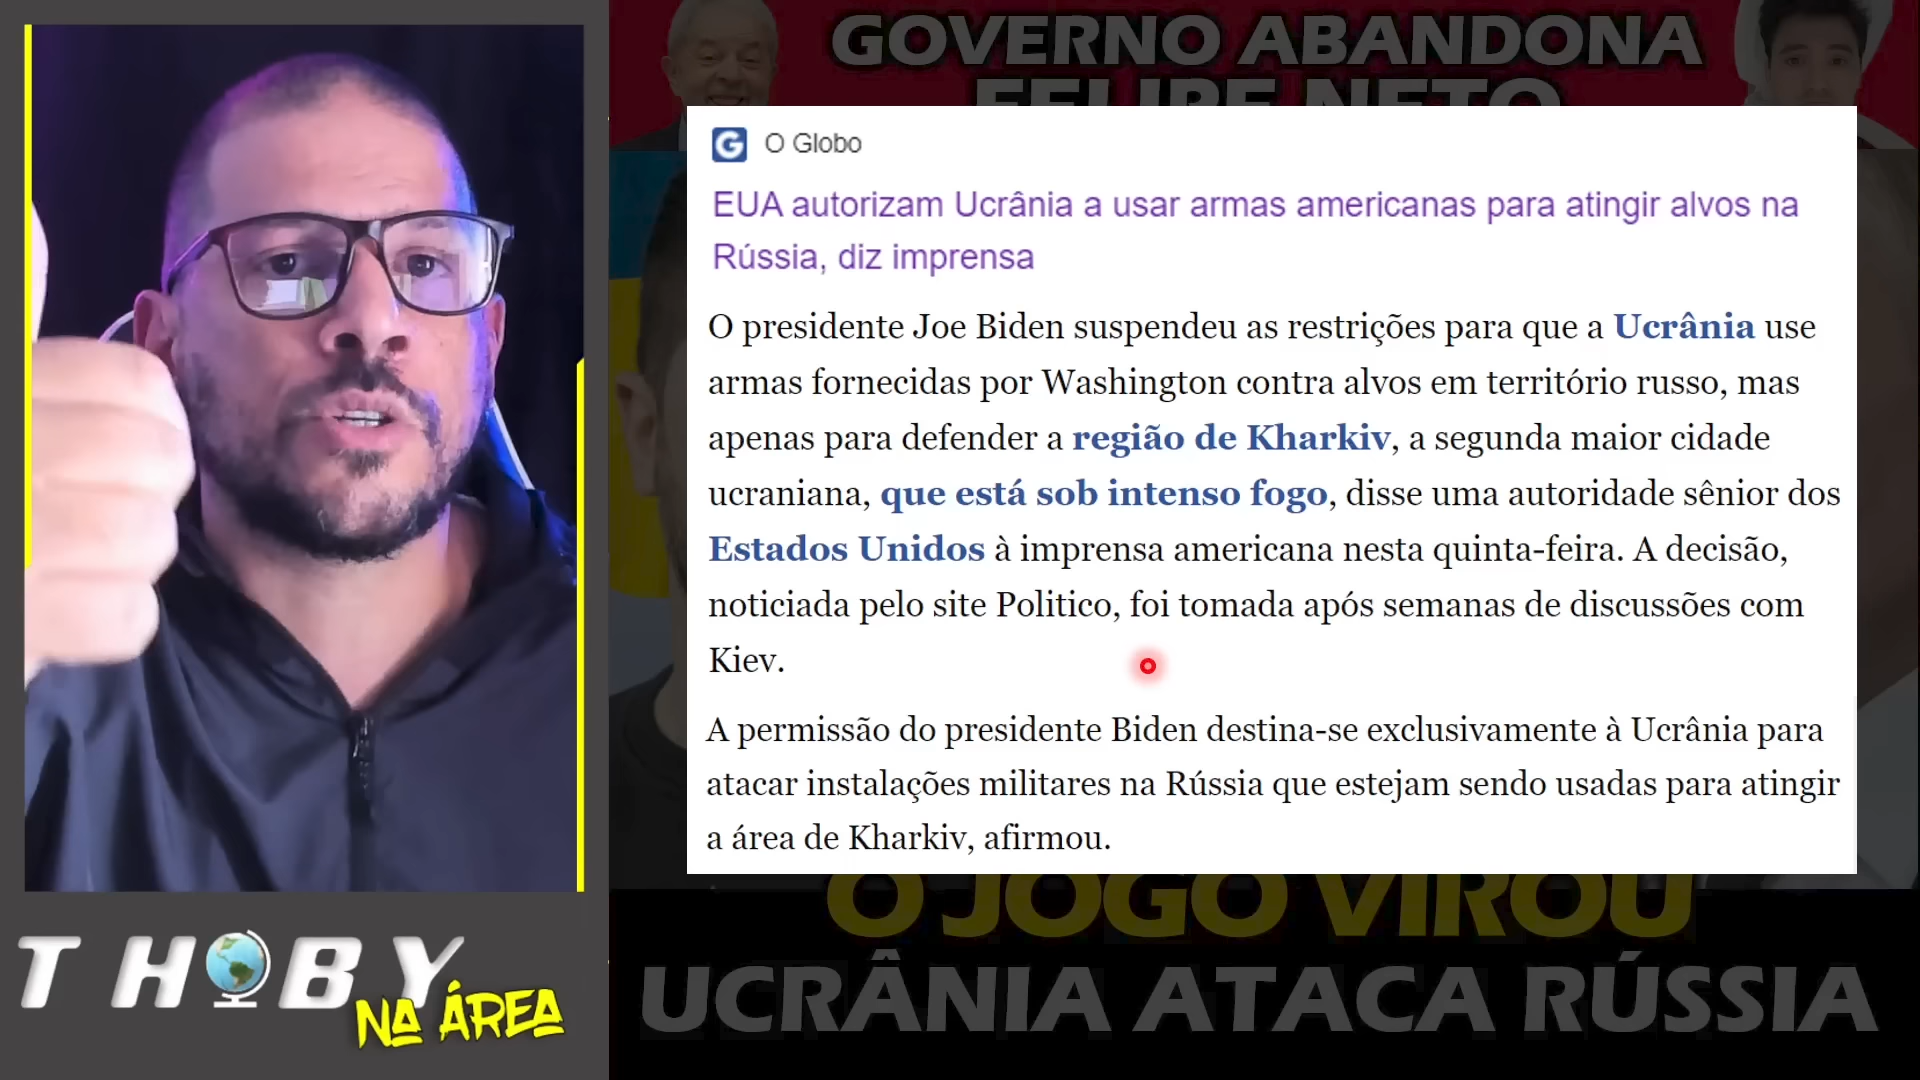 GOVERNO ABANDONA
FELIPE NETO
O Globo
EUA autorizam Ucrânia a usar armas americanas para atingir alvos na
Rússia, diz imprensa
O presidente Joe Biden suspendeu as restrições para que a Ucrânia use
armas fornecidas por Washington contra alvos em território russo, mas
apenas para defender a região de Kharkiv, a segunda maior cidade
ucraniana, que está sob intenso fogo, disse uma autoridade sênior dos
Estados Unidos à imprensa americana nesta quinta-feira. A decisão,
noticiada pelo site Politico, foi tomada após semanas de discussões com
Kiev.
A permissão do presidente Biden destina-se exclusivamente à Ucrânia para
atacar instalações militares na Rússia que estejam sendo usadas para atingir
a área de Kharkiv, afirmou.
O JOGO VIROU
UCRÂNIA ATACA RÚSSIA
THOBY
NA ÁREA